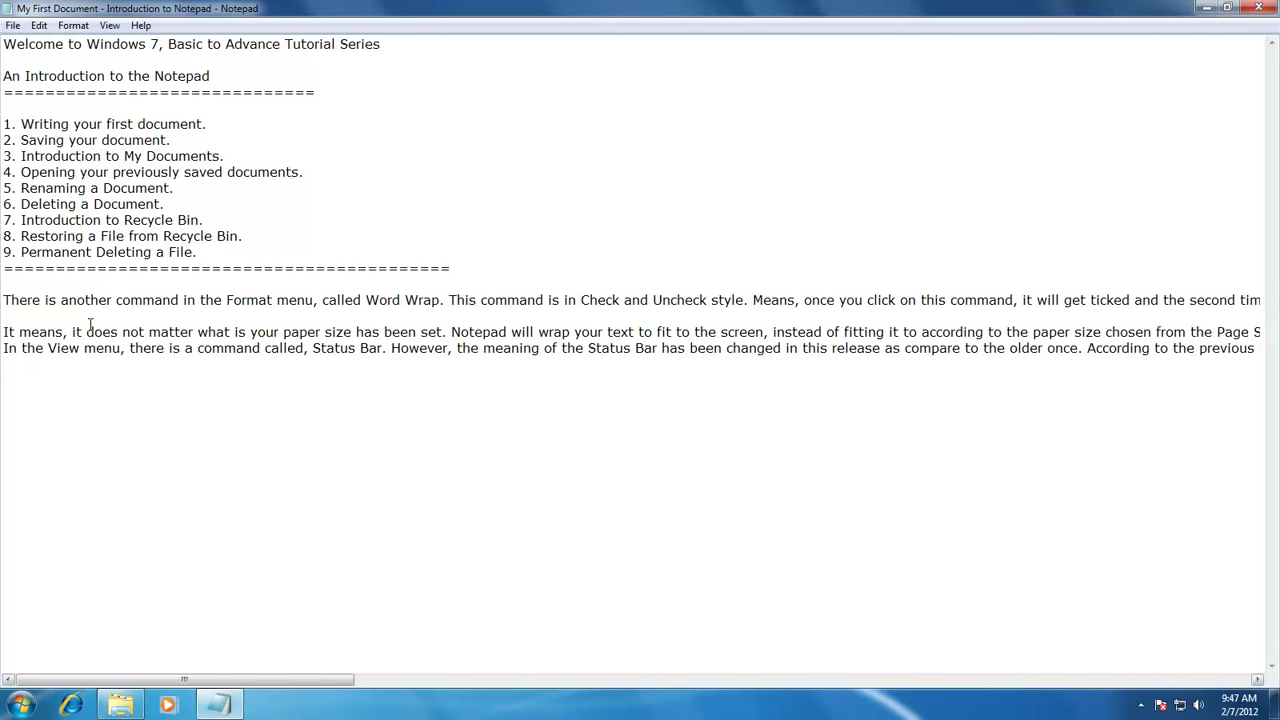 My First Document - Introduction to Notepad - Notepad
File Edit Format View Help
Welcome to Windows 7, Basic to Advance Tutorial Series
An Introduction to the Notepad
==============================
1. Writing your first document.
2. Saving your document.
3. Introduction to My Documents.
4. Opening your previously saved documents.
5. Renaming a Document.
6. Deleting a Document.
7. Introduction to Recycle Bin.
8. Restoring a File from Recycle Bin.
9. Permanent Deleting a File.
===========================================
There is another command in the Format menu, called Word Wrap. This command is in Check and Uncheck style. Means, once you click on this command, it will get ticked and the second tim
It means, it does not matter what is your paper size has been set. Notepad will wrap your text to fit to the screen, instead of fitting it to according to the paper size chosen from the Page S
In the View menu, there is a command called, Status Bar. However, the meaning of the Status Bar has been changed in this release as compare to the older once. According to the previous
9:47 AM
2/7/2012